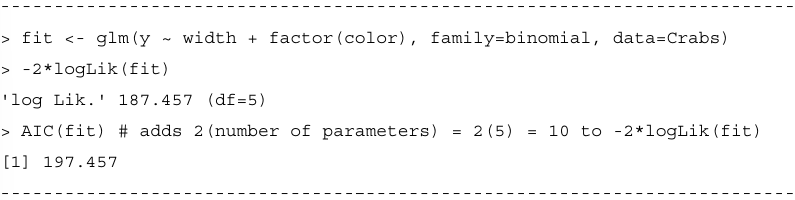 > fit <- glm(y ~ width + factor(color), family=binomial, data=Crabs)
> -2*logLik(fit)
'log Lik.' 187.457 (df=5)
> AIC(fit) # adds 2(number of parameters) = 2(5) = 10 to -2*logLik(fit)
[1] 197.457